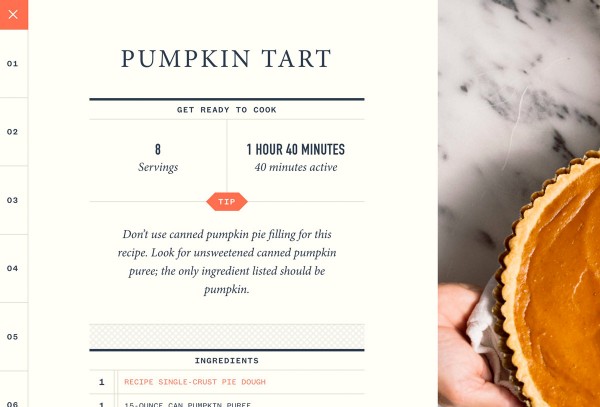 PUMPKIN TART
GET READY TO COOK
8
Servings
1 HOUR 40 MINUTES
40 minutes active
TIP
Don't use canned pumpkin pie filling for this
recipe. Look for unsweetened canned pumpkin
puree; the only ingredient listed should be
pumpkin.
INGREDIENTS
1 RECIPE SINGLE-CRUST PIE DOUGH
1 15-OUNCE CAN PUMPKIN PUREE
01
02
03
04
05
06